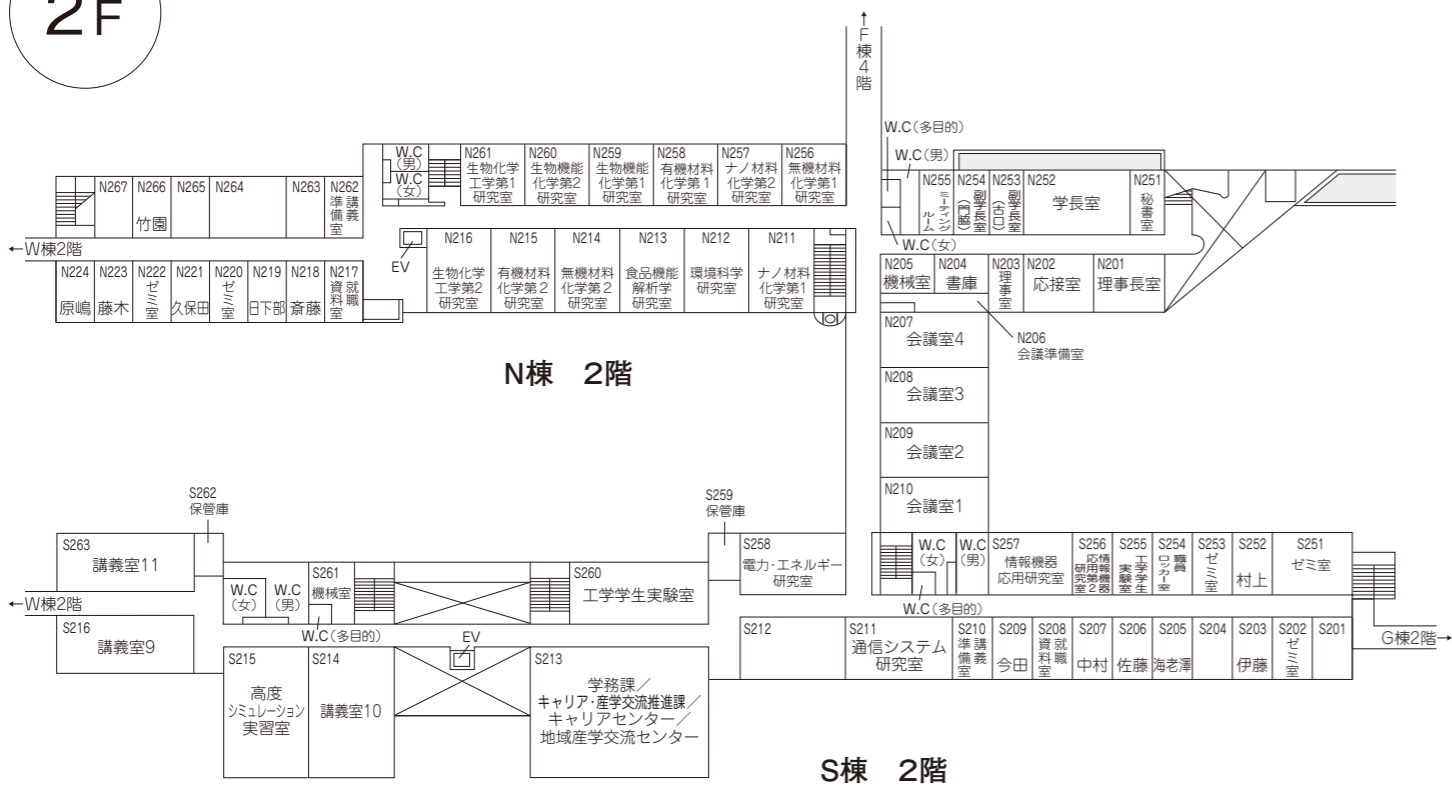 2F
↑F棟4階
W.C(多目的)
W.C(男)
W.C(男)
W.C(女)
N261
生物化学
工学第1
研究室
N260
生物機能
化学第2
研究室
N259
生物機能
化学第1
研究室
N258
有機材料
化学第1
研究室
N257
ナノ材料
化学第2
研究室
N256
無機材料
化学第1
研究室
N255
ミーティング
ルーム
N254
副学長室
(門脇)
N253
副学長室
(古口)
N252
学長室
N251
秘書室
N267
N266
竹園
N265
N264
N263
N262
講義
準備室
←W棟2階
EV
W.C(女)
N224
原嶋
N223
藤木
N222
ゼミ室
N221
久保田
N220
ゼミ室
N219
日下部
N218
斎藤
N217
就職
資料室
N216
生物化学
工学第2
研究室
N215
有機材料
化学第2
研究室
N214
無機材料
化学第2
研究室
N213
食品機能
解析学
研究室
N212
環境科学
研究室
N211
ナノ材料
化学第1
研究室
N205
機械室
N204
書庫
N203
理事室
N202
応接室
N201
理事長室
N206
会議準備室
N207
会議室4
N208
会議室3
N209
会議室2
N210
会議室1
N棟 2階
S262
保管庫
S259
保管庫
S263
講義室11
W.C
(女)
W.C
(男)
S261
機械室
S260
工学学生実験室
S258
電力・エネルギー
研究室
W.C
(女)
W.C
(男)
S257
情報機器
応用研究室
S256
情報機器
応用第2
研究室
S255
工学学生
実験室
S254
職員
ロッカー室
S253
ゼミ室
S252
村上
S251
ゼミ室
←W棟2階
W.C(多目的)
EV
W.C(多目的)
G棟2階→
S216
講義室9
S215
高度
シミュレーション
実習室
S214
講義室10
S213
学務課/
キャリア・産学交流推進課/
キャリアセンター/
地域産学交流センター
S212
S211
通信システム
研究室
S210
講義
準備室
S209
今田
S208
就職
資料室
S207
中村
S206
佐藤
S205
海老澤
S204
S203
伊藤
S202
ゼミ室
S201
S棟 2階